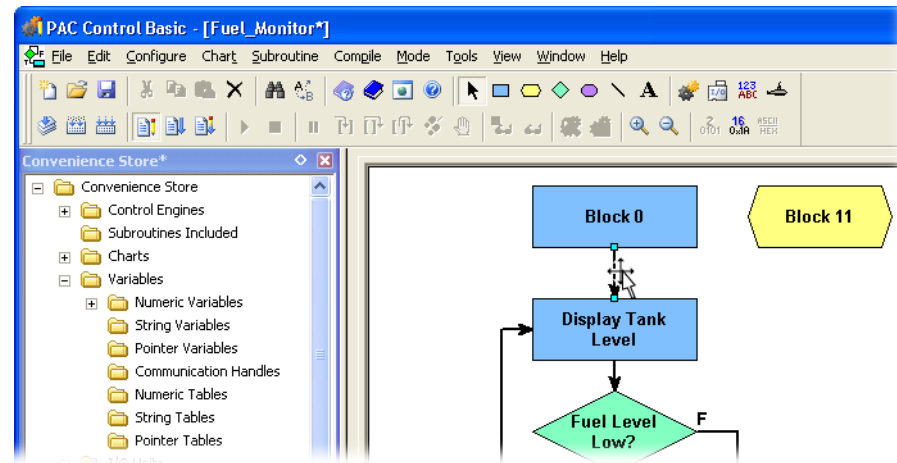 PAC Control Basic - [Fuel_Monitor*]
File Edit Configure Chart Subroutine Compile Mode Tools View Window Help
A I/O 123 ABC
0101 16 0x1A ASCII HEX
Convenience Store*
Convenience Store
Control Engines
Subroutines Included
Charts
Variables
Numeric Variables
String Variables
Pointer Variables
Communication Handles
Numeric Tables
String Tables
Pointer Tables
Block 0
Block 11
Display Tank
Level
Fuel Level
Low?
F